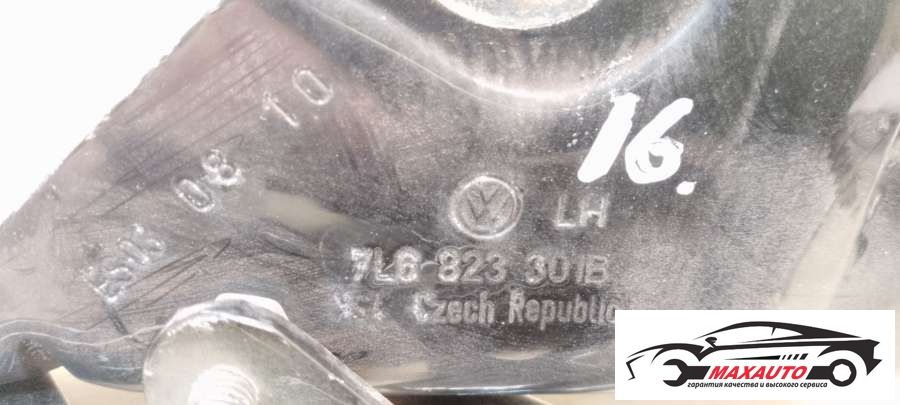 10
08
16.
LH
7L6 823 301B
Czech Republic
MAXAUTO
гарантия качества и высокого сервиса